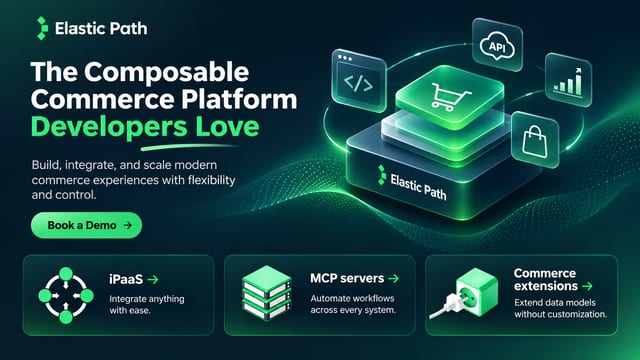 Elastic Path
The Composable
Commerce Platform
Developers Love
Build, integrate, and scale modern
commerce experiences with flexibility
and control.
Book a Demo →
API
</>
Elastic Path
iPaaS →
Integrate anything
with ease.
MCP servers →
Automate workflows
across every system.
Commerce
extensions →
Extend data models
without customization.